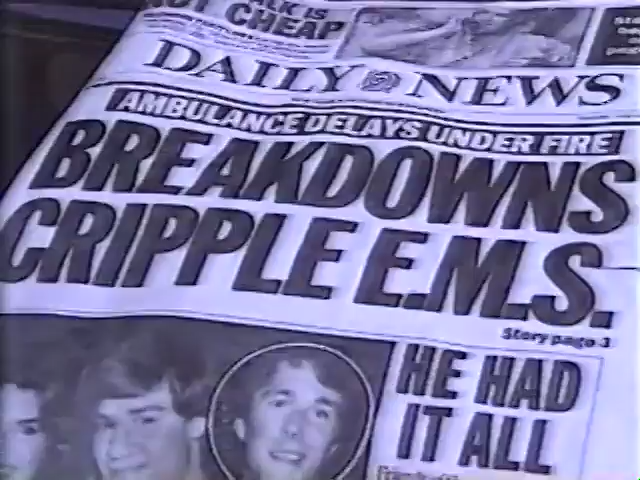 CHEAP
DAILY NEWS
AMBULANCE DELAYS UNDER FIRE
BREAKDOWNS
CRIPPLE E.M.S.
Story page 3
HE HAD
IT ALL